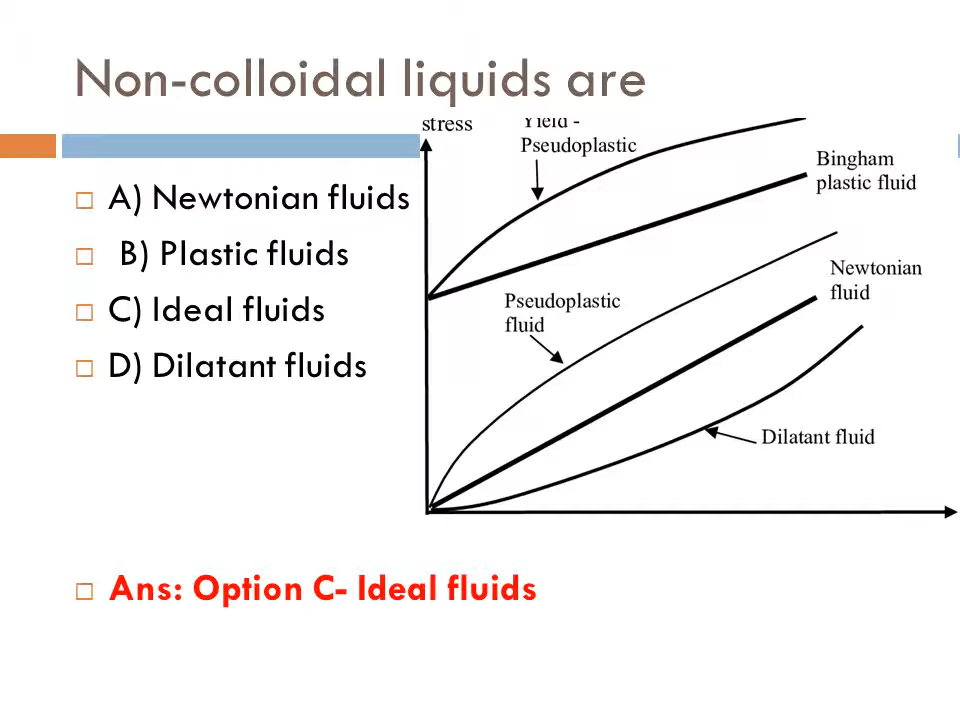 Non-colloidal liquids are
A) Newtonian fluids
B) Plastic fluids
C) Ideal fluids
D) Dilatant fluids
stress
Yield -
Pseudoplastic
Bingham
plastic fluid
Newtonian
fluid
Pseudoplastic
fluid
Dilatant fluid
Ans: Option C- Ideal fluids